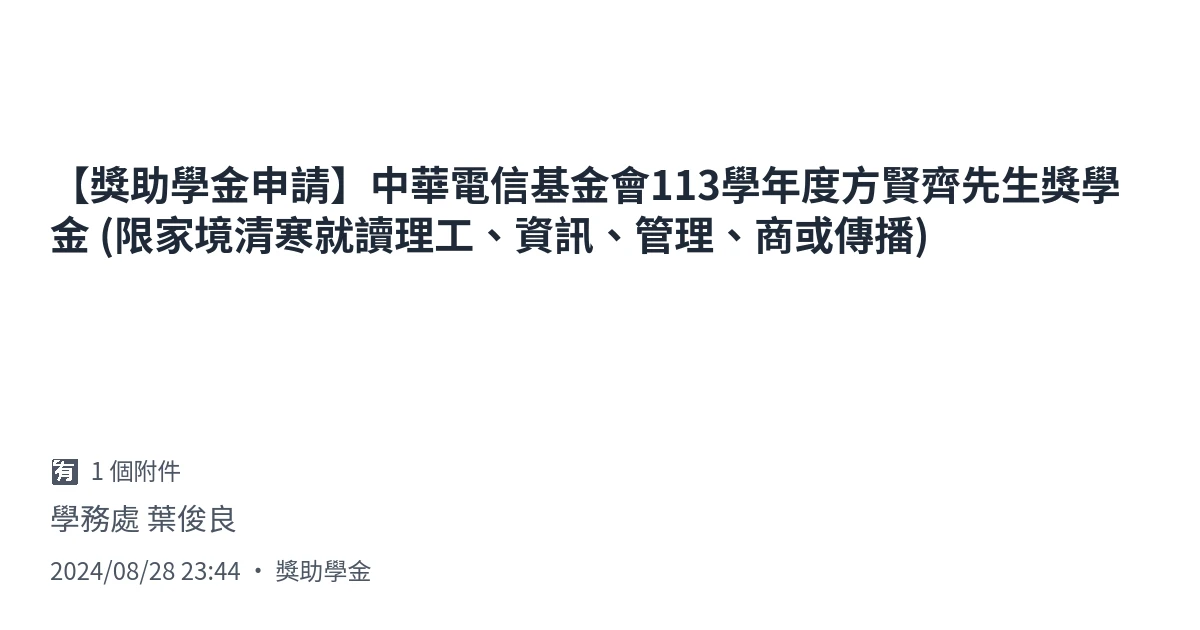 【獎助學金申請】中華電信基金會113學年度方賢齊先生獎學
金 (限家境清寒就讀理工、資訊、管理、商或傳播)
有 1 個附件
學務處 葉俊良
2024/08/28 23:44 • 獎助學金